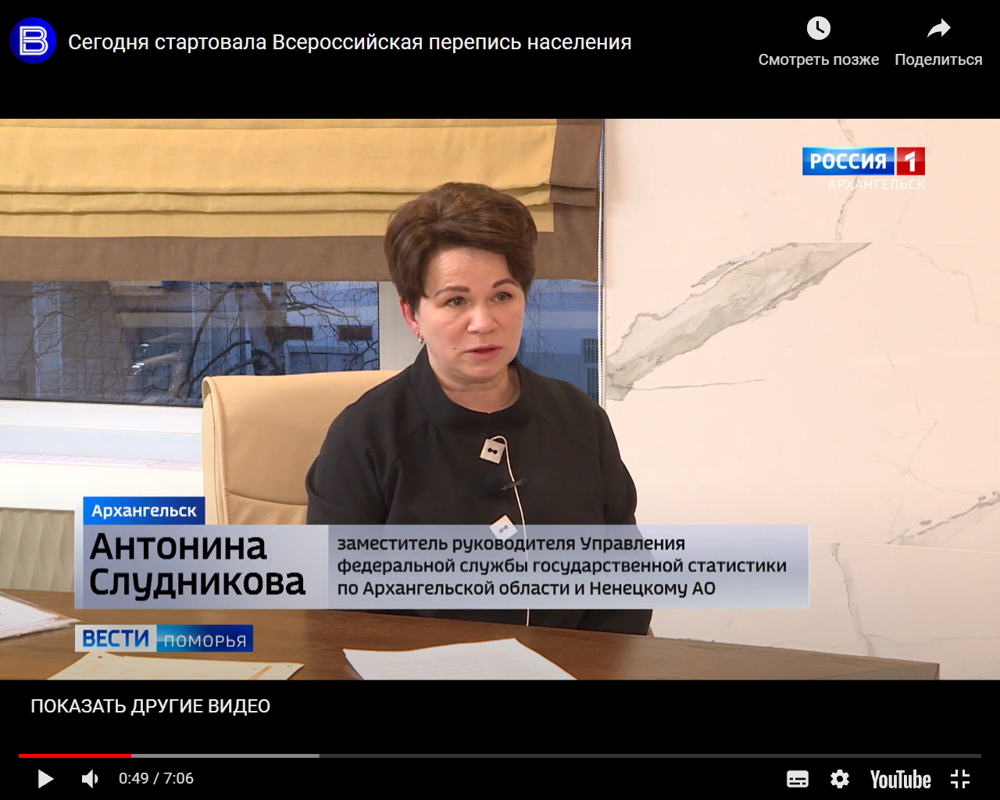 В
Сегодня стартовала Всероссийская перепись населения
Смотреть позже
Поделиться
РОССИЯ 1
АРХАНГЕЛЬСК
Архангельск
Антонина
Слудникова
заместитель руководителя Управления
федеральной службы государственной статистики
по Архангельской области и Ненецкому АО
ВЕСТИ ПОМОРЬЯ
ПОКАЗАТЬ ДРУГИЕ ВИДЕО
0:49 / 7:06
YouTube